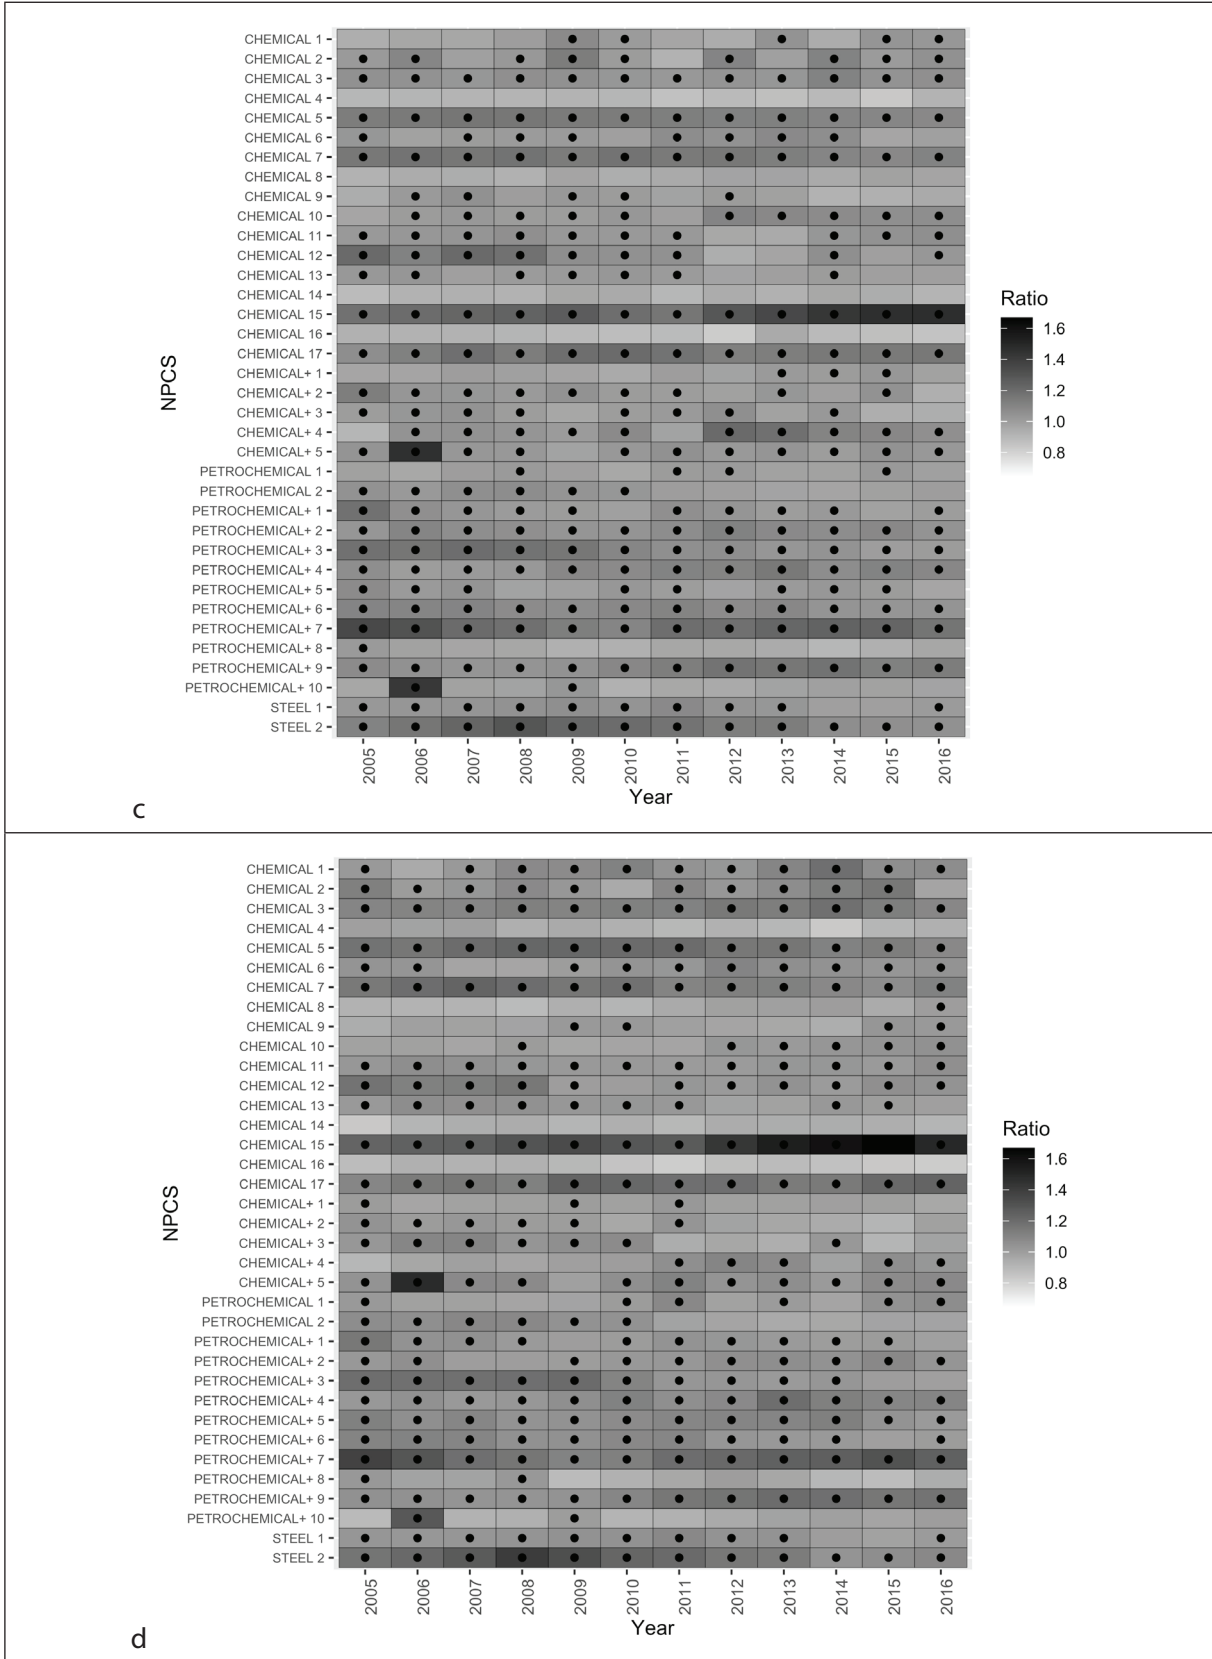 CHEMICAL 1
CHEMICAL 2
CHEMICAL 3
CHEMICAL 4
CHEMICAL 5
CHEMICAL 6
CHEMICAL 7
CHEMICAL 8
CHEMICAL 9
CHEMICAL 10
CHEMICAL 11
CHEMICAL 12
CHEMICAL 13
CHEMICAL 14
CHEMICAL 15
CHEMICAL 16
CHEMICAL 17
CHEMICAL+ 1
CHEMICAL+ 2
CHEMICAL+ 3
CHEMICAL+ 4
CHEMICAL+ 5
PETROCHEMICAL 1
PETROCHEMICAL 2
PETROCHEMICAL+ 1
PETROCHEMICAL+ 2
PETROCHEMICAL+ 3
PETROCHEMICAL+ 4
PETROCHEMICAL+ 5
PETROCHEMICAL+ 6
PETROCHEMICAL+ 7
PETROCHEMICAL+ 8
PETROCHEMICAL+ 9
PETROCHEMICAL+ 10
STEEL 1
STEEL 2
NPCS
2005 2006 2007 2008 2009 2010 2011 2012 2013 2014 2015 2016
Year
Ratio
1.6
1.4
1.2
1.0
0.8
c
CHEMICAL 1
CHEMICAL 2
CHEMICAL 3
CHEMICAL 4
CHEMICAL 5
CHEMICAL 6
CHEMICAL 7
CHEMICAL 8
CHEMICAL 9
CHEMICAL 10
CHEMICAL 11
CHEMICAL 12
CHEMICAL 13
CHEMICAL 14
CHEMICAL 15
CHEMICAL 16
CHEMICAL 17
CHEMICAL+ 1
CHEMICAL+ 2
CHEMICAL+ 3
CHEMICAL+ 4
CHEMICAL+ 5
PETROCHEMICAL 1
PETROCHEMICAL 2
PETROCHEMICAL+ 1
PETROCHEMICAL+ 2
PETROCHEMICAL+ 3
PETROCHEMICAL+ 4
PETROCHEMICAL+ 5
PETROCHEMICAL+ 6
PETROCHEMICAL+ 7
PETROCHEMICAL+ 8
PETROCHEMICAL+ 9
PETROCHEMICAL+ 10
STEEL 1
STEEL 2
NPCS
2005 2006 2007 2008 2009 2010 2011 2012 2013 2014 2015 2016
Year
Ratio
1.6
1.4
1.2
1.0
0.8
d